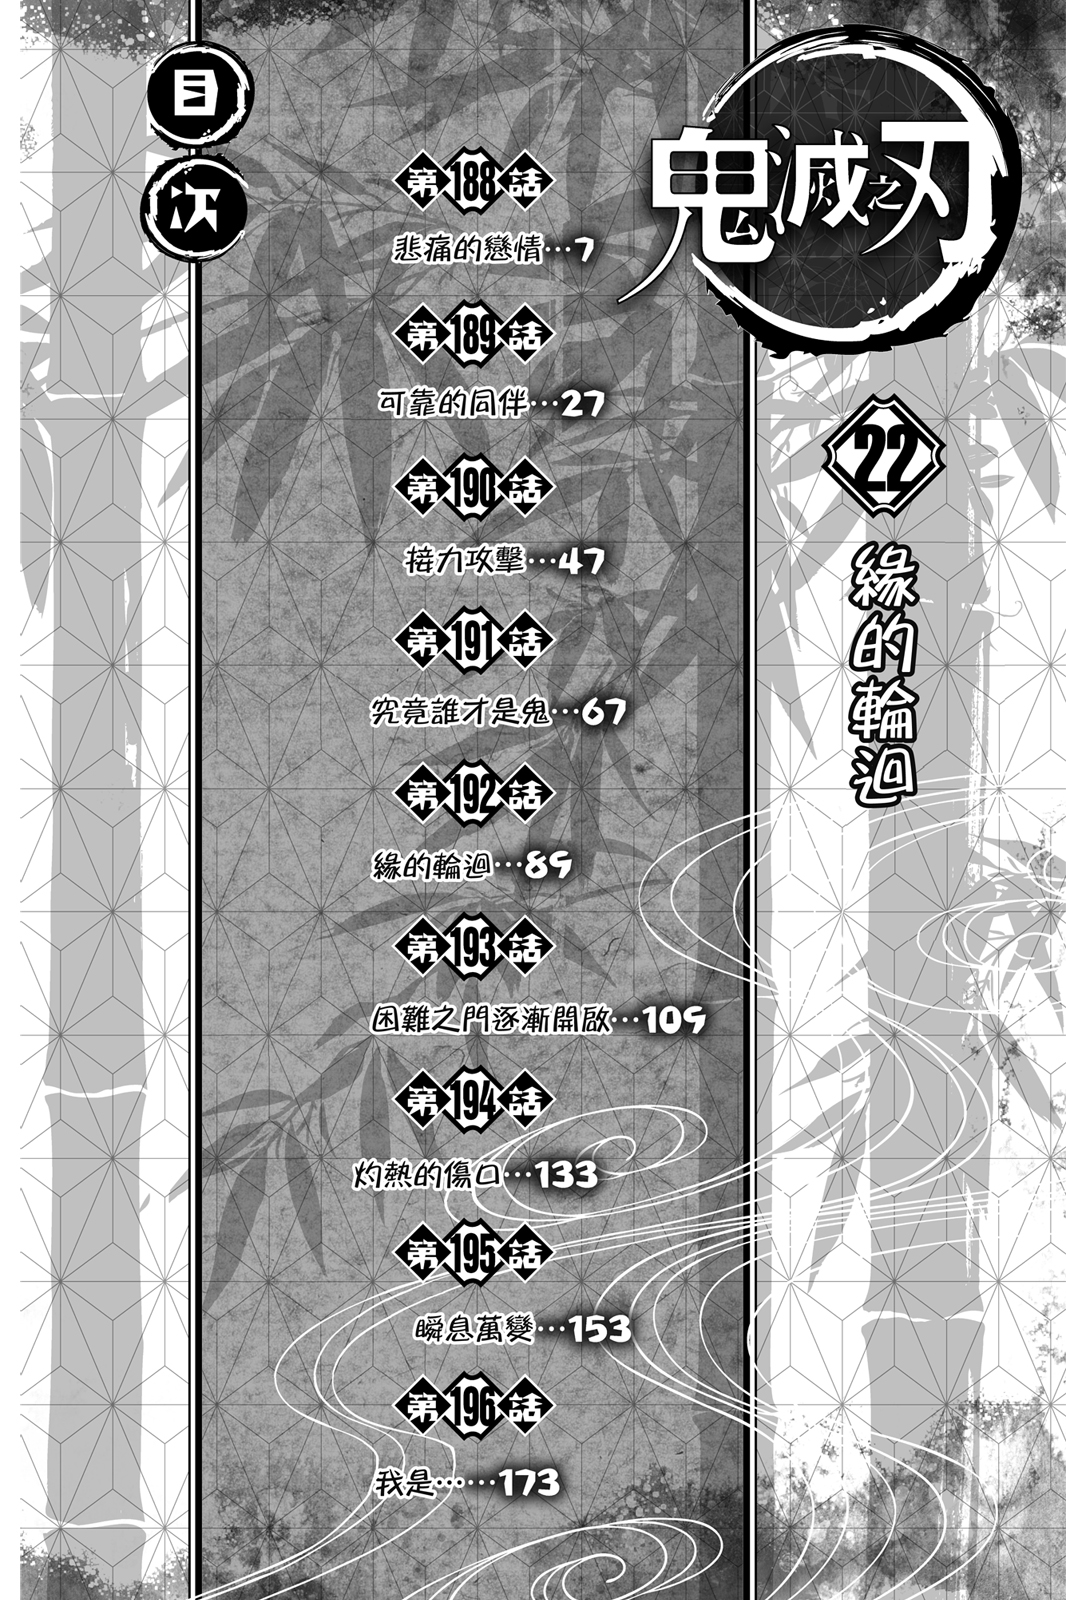 鬼滅之刃
22
緣的輪迴
目次
第188話
悲痛的戀情…7
第189話
可靠的同伴…27
第190話
接力攻擊…47
第191話
究竟誰才是鬼…67
第192話
緣的輪迴…89
第193話
困難之門逐漸開啟…109
第194話
灼熱的傷口…133
第195話
瞬息萬變…153
第196話
我是……173